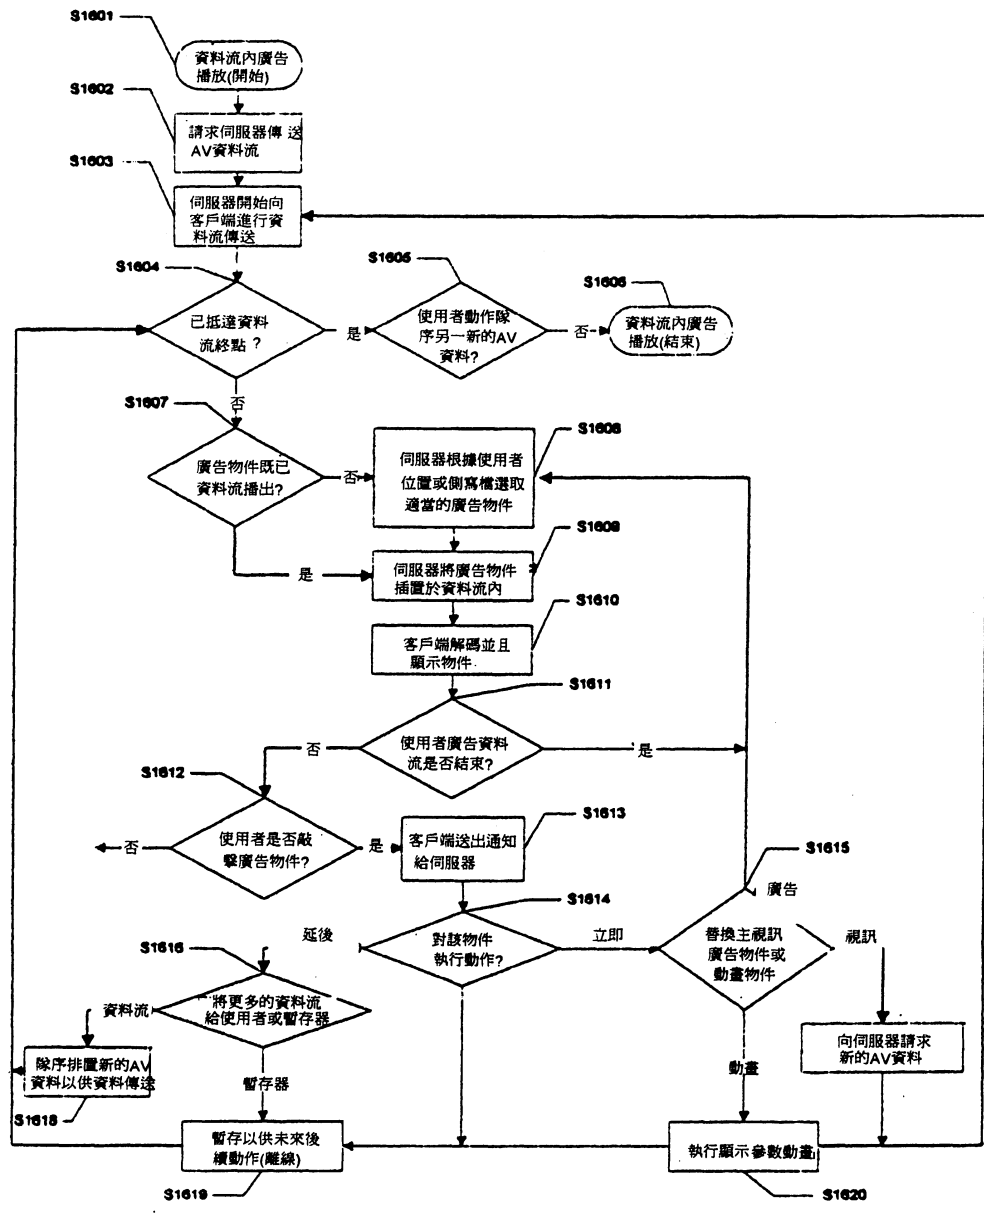 S1601
資料流內廣告
播放(開始)
S1602
請求伺服器傳 送
AV資料流
S1603
伺服器開始向
客戶端進行資
料流傳送
S1604
已抵達資料
流終點?
是
S1605
使用者動作隊
序另一新的AV
資料?
否
S1606
資料流內廣告
播放(結束)
否
S1607
廣告物件既已
資料流播出?
否
S1608
伺服器根據使用者
位置或側寫檔選取
適當的廣告物件
是
S1609
伺服器將廣告物件
插置於資料流內
S1610
客戶端解碼並且
顯示物件
S1611
使用者廣告資料
流是否結束?
否
是
S1612
使用者是否敲
擊廣告物件?
否
是
S1613
客戶端送出通知
給伺服器
S1614
對該物件
執行動作?
延後
立即
S1615
廣告
替換主視訊
廣告物件或
動畫物件
視訊
動畫
S1616
將更多的資料流
給使用者或暫存器
資料流
暫存器
向伺服器請求
新的AV資料
隊序排置新的AV
資料以供資料傳送
S1618
暫存以供未來後
續動作(離線)
S1619
執行顯示參數動畫
S1620